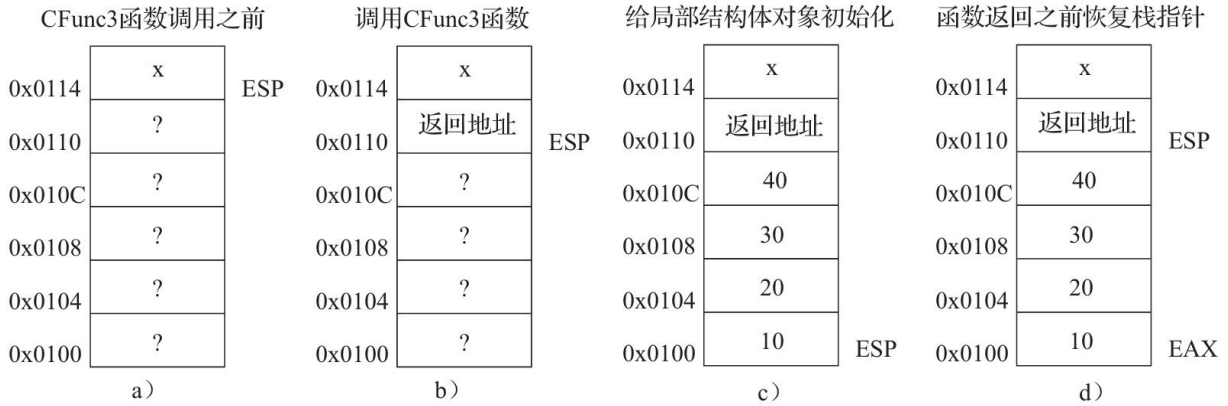 CFunc3函数调用之前
0x0114 x ESP
0x0110 ?
0x010C ?
0x0108 ?
0x0104 ?
0x0100 ?
a）
调用CFunc3函数
0x0114 x
0x0110 返回地址 ESP
0x010C ?
0x0108 ?
0x0104 ?
0x0100 ?
b）
给局部结构体对象初始化
0x0114 x
0x0110 返回地址
0x010C 40
0x0108 30
0x0104 20
0x0100 10 ESP
c）
函数返回之前恢复栈指针
0x0114 x
0x0110 返回地址 ESP
0x010C 40
0x0108 30
0x0104 20
0x0100 10 EAX
d）